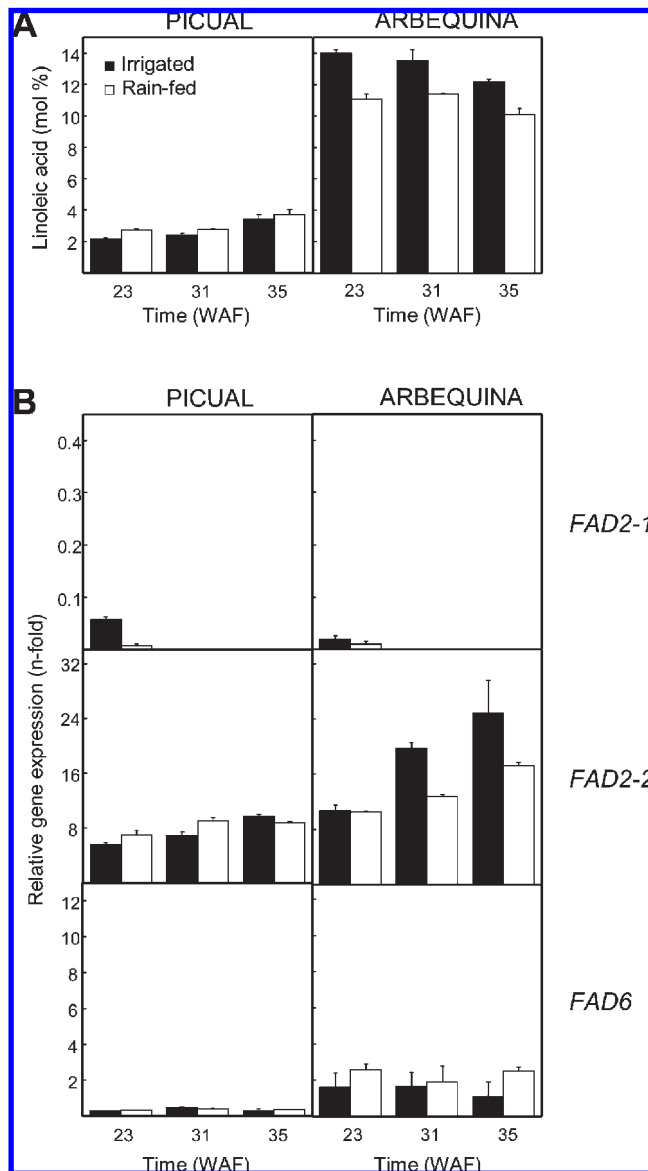 A
PICUAL ARBEQUINA
Linoleic acid (mol %)
14
12
10
8
6
4
2
Irrigated
Rain-fed
23 31 35 23 31 35
Time (WAF) Time (WAF)
B
PICUAL ARBEQUINA
Relative gene expression (n-fold)
0.4
0.3
0.2
0.1
FAD2-1
32
24
16
8
FAD2-2
12
10
8
6
4
2
FAD6
23 31 35 23 31 35
Time (WAF) Time (WAF)